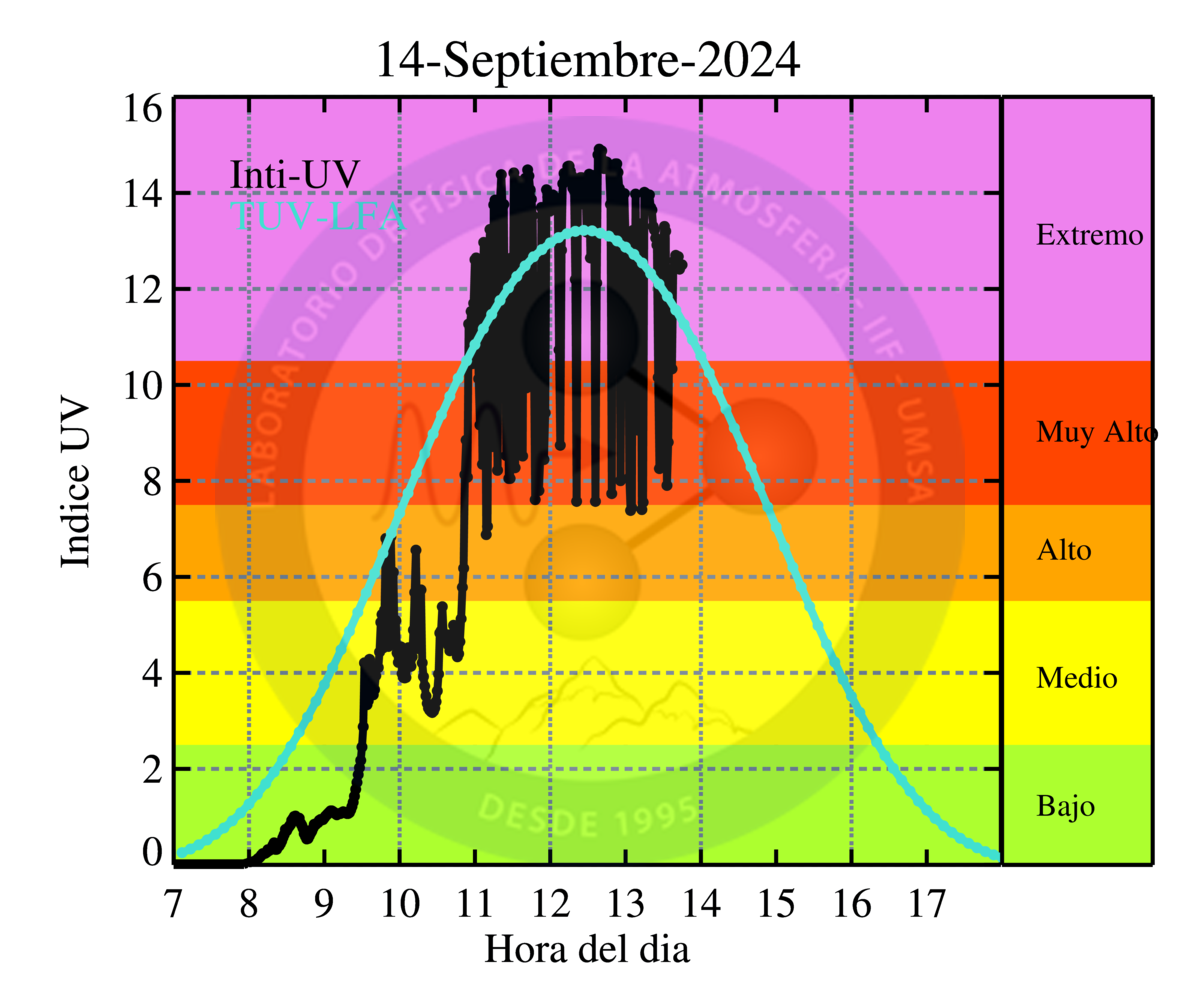 14-Septiembre-2024
16
14
12
10
8
6
4
2
0
Indice UV
Inti-UV
TUV-LFA
LABORATORIO DE FÍSICA DE LA ATMÓSFERA - IIF - UMSA
DESDE 1995
Extremo
Muy Alto
Alto
Medio
Bajo
7 8 9 10 11 12 13 14 15 16 17
Hora del dia